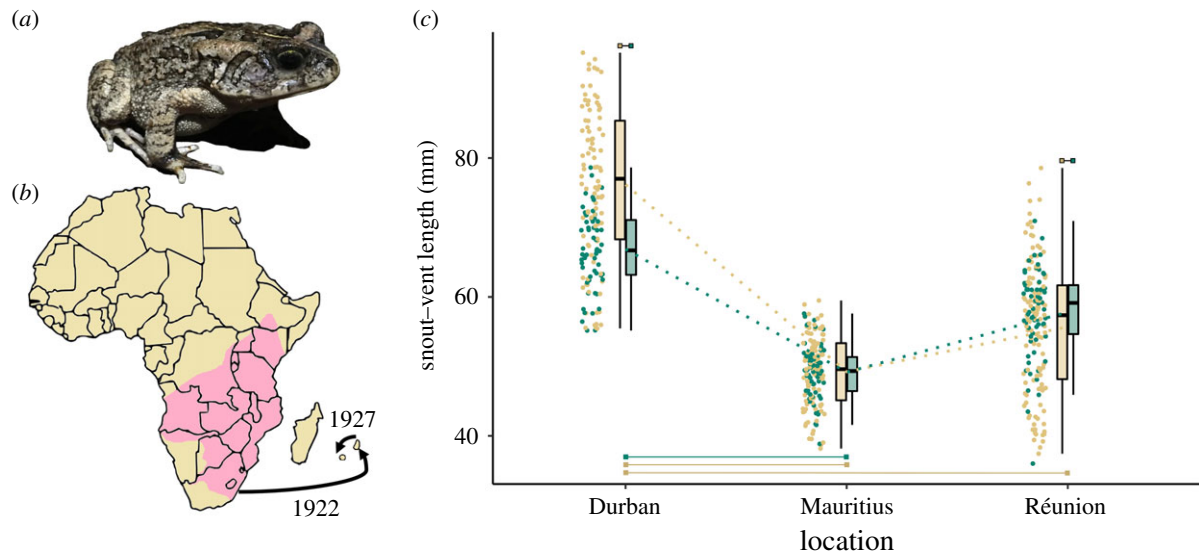 (a)
(b)
1927
1922
(c)
snout–vent length (mm)
80
60
40
Durban
Mauritius
Réunion
location